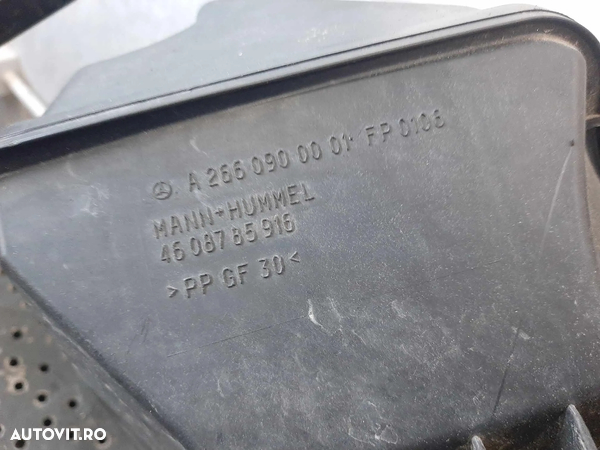 A 266 090 00 01· FP 0108
MANN+HUMMEL
46 087 85 916
>PP GF 30<
AUTOVIT.RO